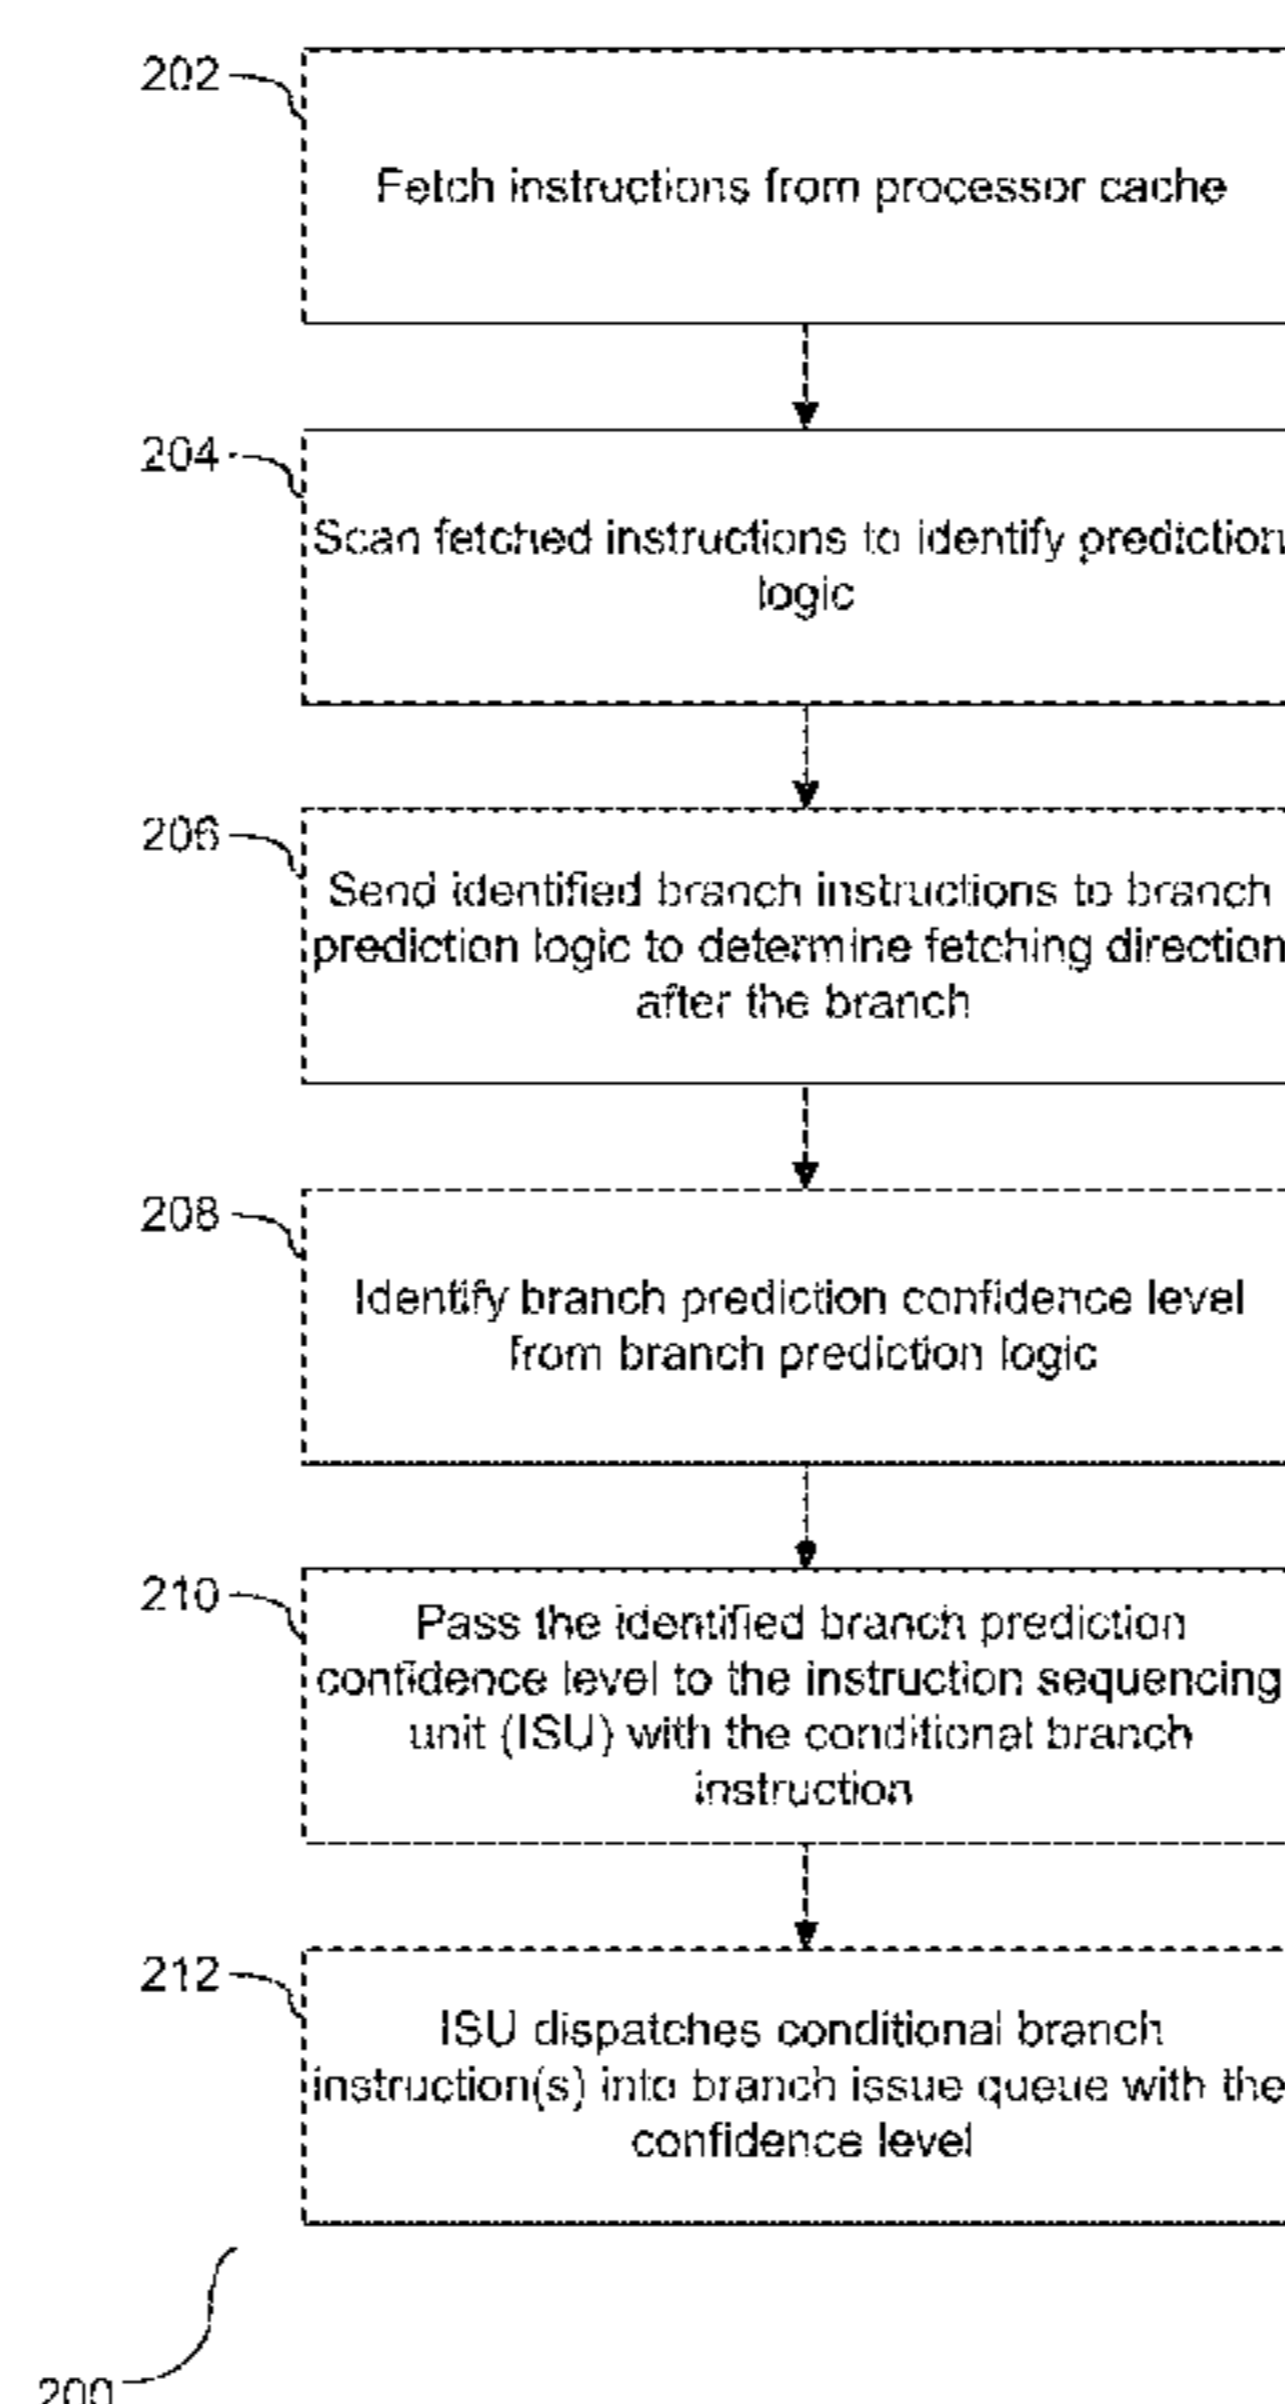 202
Fetch instructions from processor cache
204
Scan fetched instructions to identify prediction
logic
206
Send identified branch instructions to branch
prediction logic to determine fetching direction
after the branch
208
Identify branch prediction confidence level
from branch prediction logic
210
Pass the identified branch prediction
confidence level to the instruction sequencing
unit (ISU) with the conditional branch
instruction
212
ISU dispatches conditional branch
instruction(s) into branch issue queue with the
confidence level
200